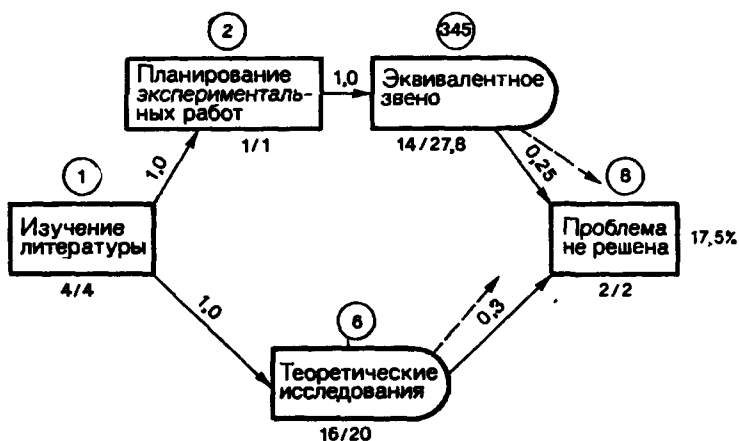 2
Планирование
эксперименталь-
ных работ
1/1
1,0
345
Эквивалентное
звено
14/27,8
1,0
0,25
1
Изучение
литературы
4/4
8
Проблема
не решена
2/2
17,5%
1,0
0,3
6
Теоретические
исследования
16/20